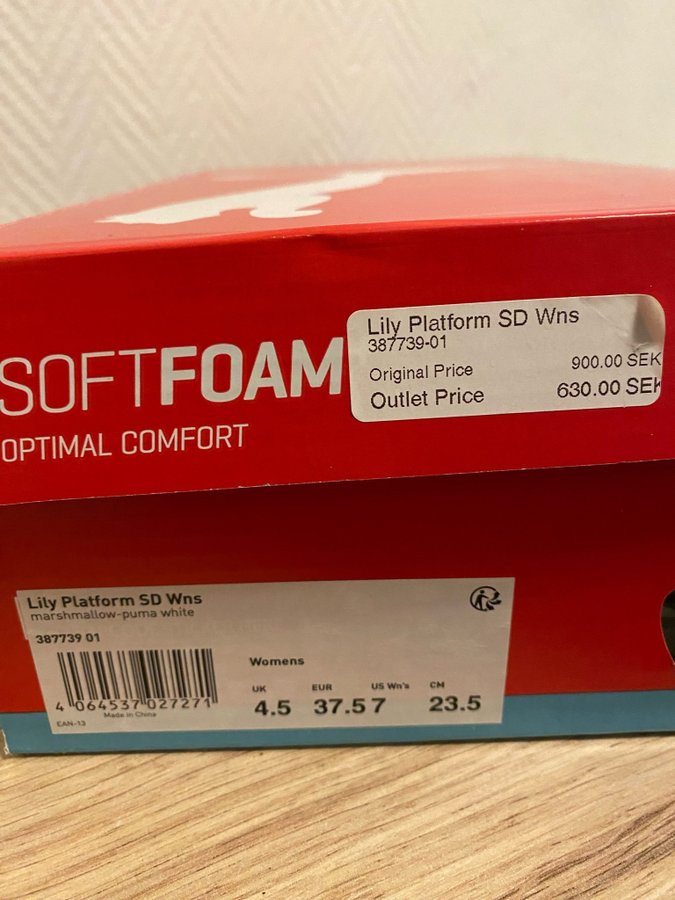 SOFTFOAM
OPTIMAL COMFORT
Lily Platform SD Wns
387739-01
Original Price 900.00 SEK
Outlet Price 630.00 SEK
Lily Platform SD Wns
marshmallow-puma white
387739 01
4 064537 027271
Made in China
EAN-13
Womens
UK EUR US Wn's CM
4.5 37.5 7 23.5